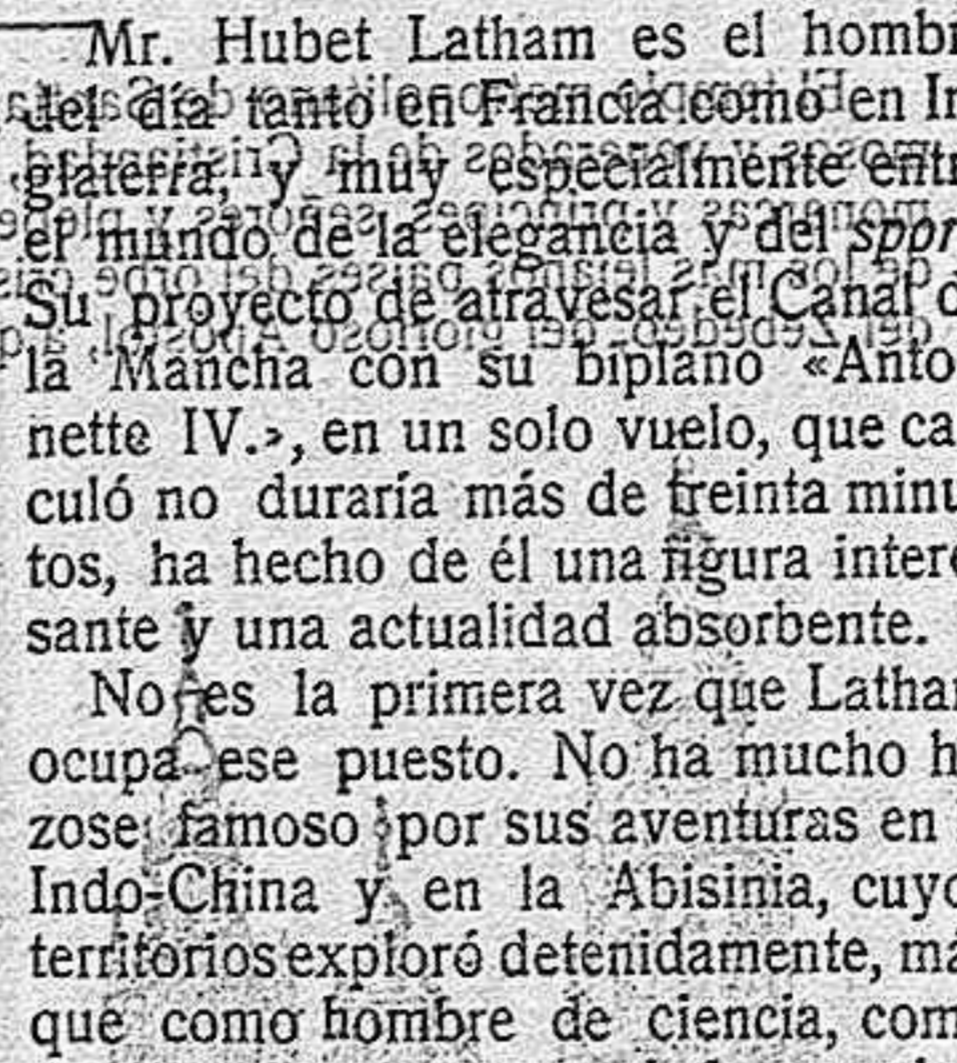 Mr. Hubet Latham es el hombr
del día tanto en Francia como en In
glaterra, y muy especialmente entr
el mundo de la elegancia y del spor
Su proyecto de atravesar el Canal d
la Mancha con su biplano «Anto
nette IV.», en un solo vuelo, que ca
culó no duraría más de treinta minu
tos, ha hecho de él una figura intere
sante y una actualidad absorbente.
No es la primera vez que Latham
ocupa ese puesto. No ha mucho h
zose famoso por sus aventuras en
Indo-China y en la Abisinia, cuyo
territorios exploró detenidamente, má
que como hombre de ciencia, com